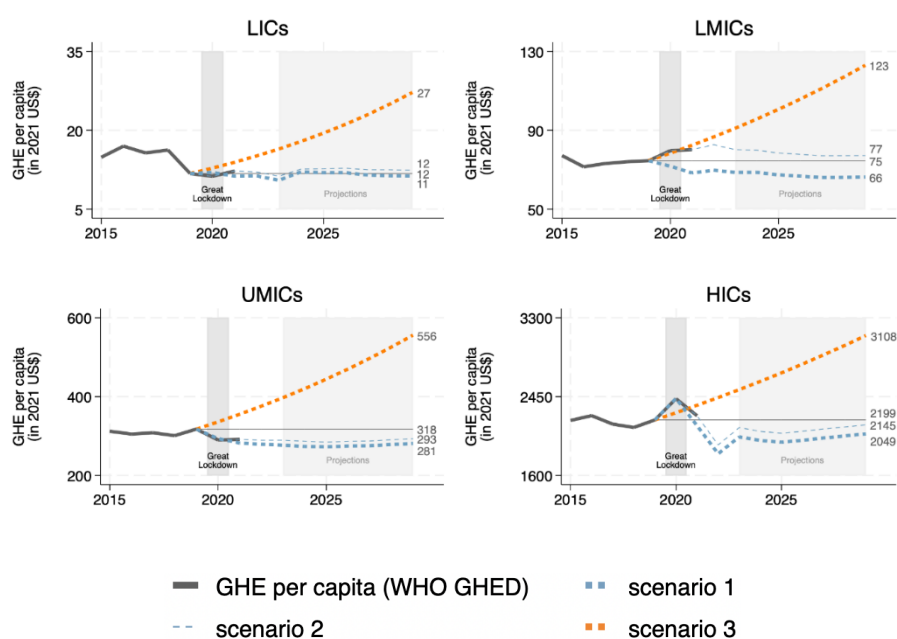 LICs
GHE per capita
(in 2021 US$)
35
20
5
27
12
12
11
Great
Lockdown
Projections
2015
2020
2025
LMICs
GHE per capita
(in 2021 US$)
130
90
50
123
77
75
66
Great
Lockdown
Projections
2015
2020
2025
UMICs
GHE per capita
(in 2021 US$)
600
400
200
556
318
293
281
Great
Lockdown
Projections
2015
2020
2025
HICs
GHE per capita
(in 2021 US$)
3300
2450
1600
3108
2199
2145
2049
Great
Lockdown
Projections
2015
2020
2025
GHE per capita (WHO GHED)
scenario 1
scenario 2
scenario 3